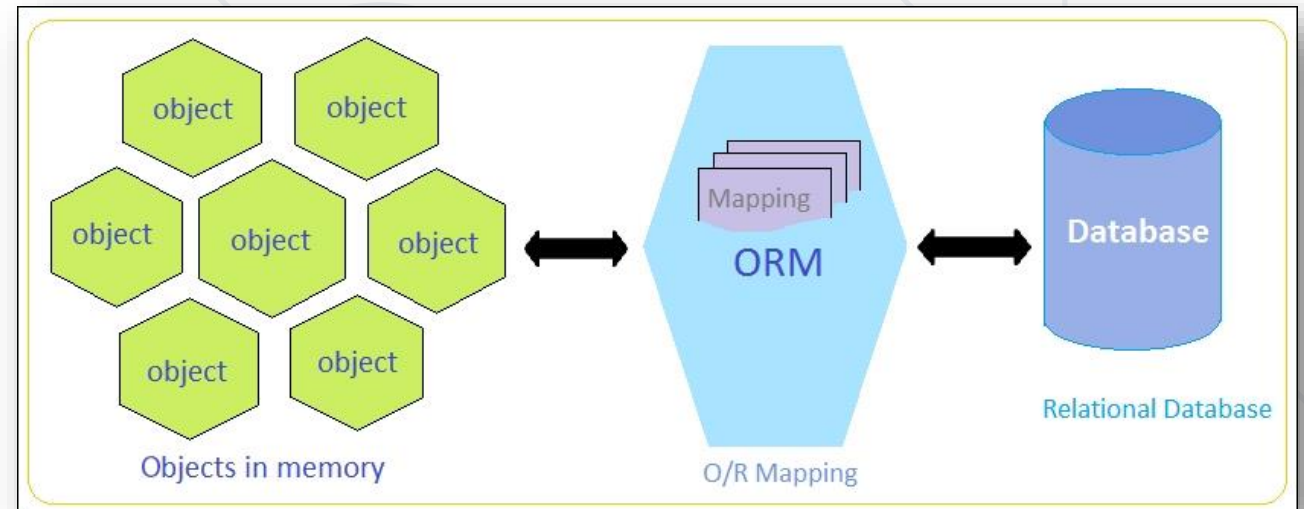 object
object
object
object
object
object
object
Objects in memory
Mapping
ORM
O/R Mapping
Database
Relational Database